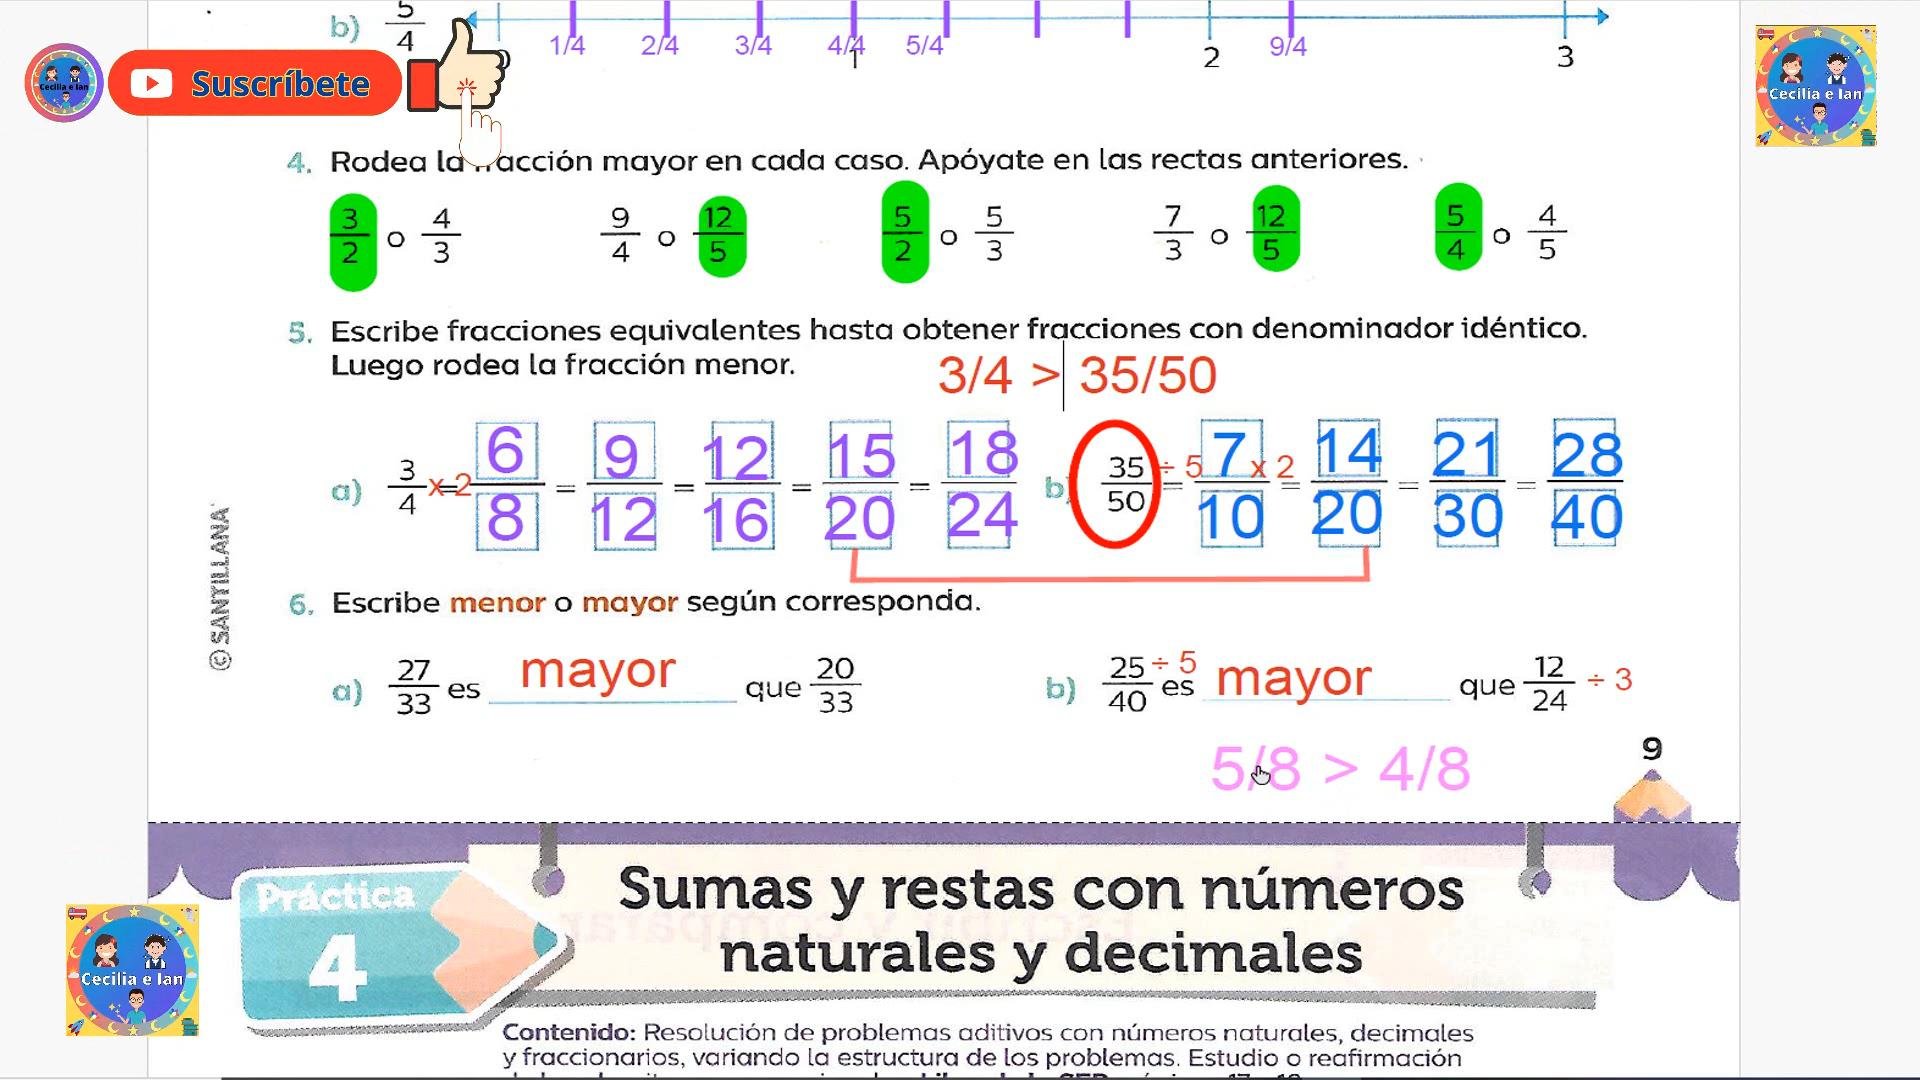 b) 5/4 0 1/4 2/4 3/4 4/4 1 5/4 2 9/4 3
Cecilia e Ian
Suscríbete
Cecilia e Ian
4. Rodea la fracción mayor en cada caso. Apóyate en las rectas anteriores.
3/2 o 4/3 9/4 o 12/5 5/2 o 5/3 7/3 o 12/5 5/4 o 4/5
5. Escribe fracciones equivalentes hasta obtener fracciones con denominador idéntico.
Luego rodea la fracción menor.
3/4 > 35/50
a) 3/4 x 2 = 6/8 = 9/12 = 12/16 = 15/20 = 18/24
b) 35/50 ÷ 5 = 7/10 x 2 = 14/20 = 21/30 = 28/40
© SANTILLANA
6. Escribe menor o mayor según corresponda.
a) 27/33 es mayor que 20/33
b) 25/40 ÷ 5 es mayor que 12/24 ÷ 3
5/8 > 4/8
9
Práctica
4
Sumas y restas con números
naturales y decimales
Cecilia e Ian
Contenido: Resolución de problemas aditivos con números naturales, decimales
y fraccionarios, variando la estructura de los problemas. Estudio o reafirmación